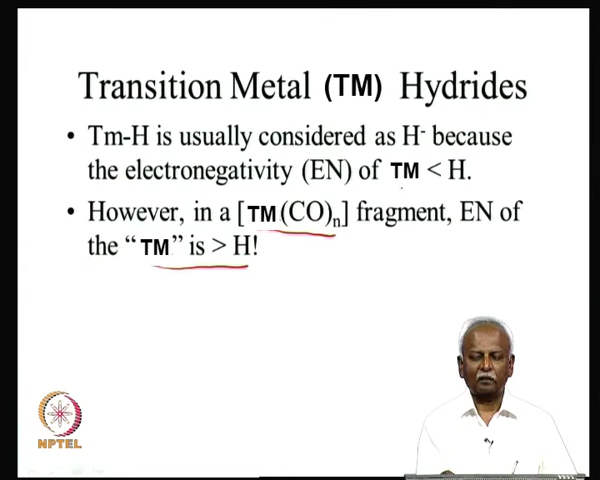 Transition Metal (TM) Hydrides
• Tm-H is usually considered as H⁻ because
the electronegativity (EN) of TM < H.
• However, in a [TM(CO)ₙ] fragment, EN of
the “TM” is > H!
NPTEL